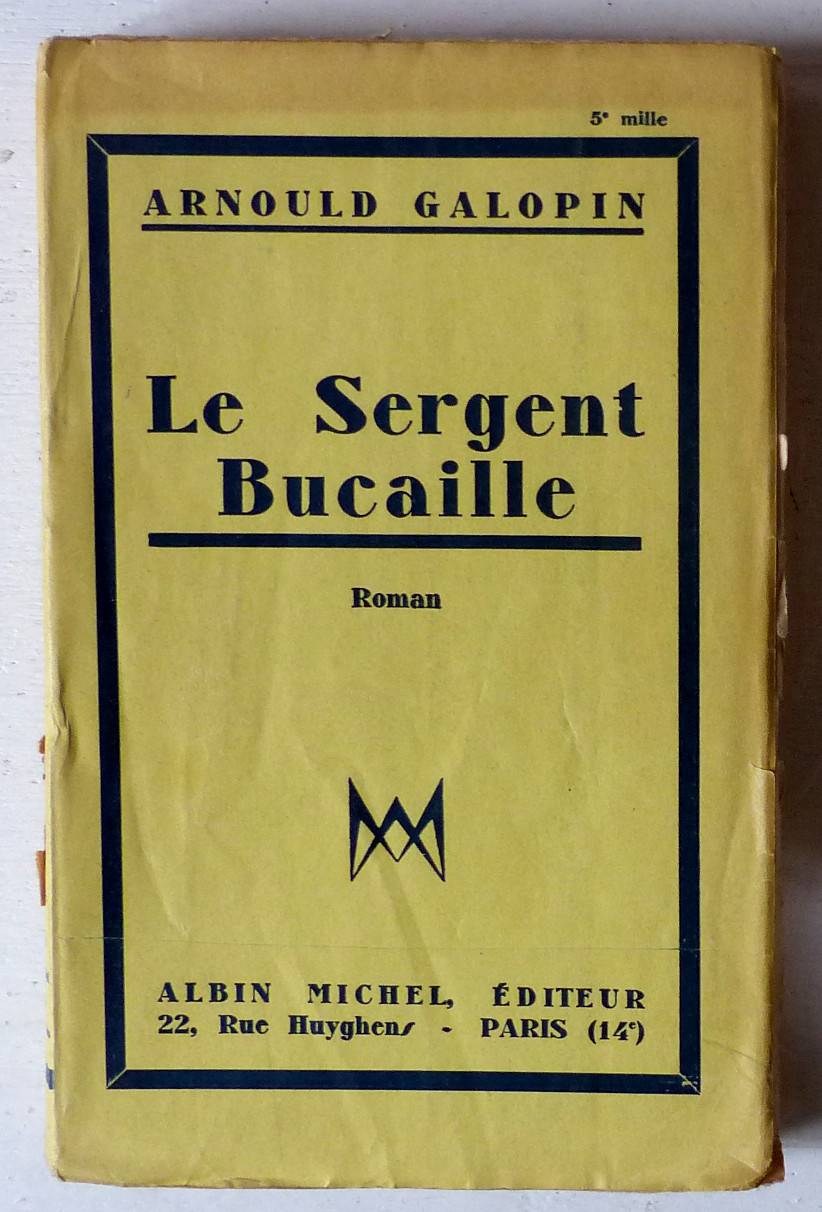 5e mille
ARNOULD GALOPIN
Le Sergent
Bucaille
Roman
ALBIN MICHEL, ÉDITEUR
22, Rue Huyghens - PARIS (14e)